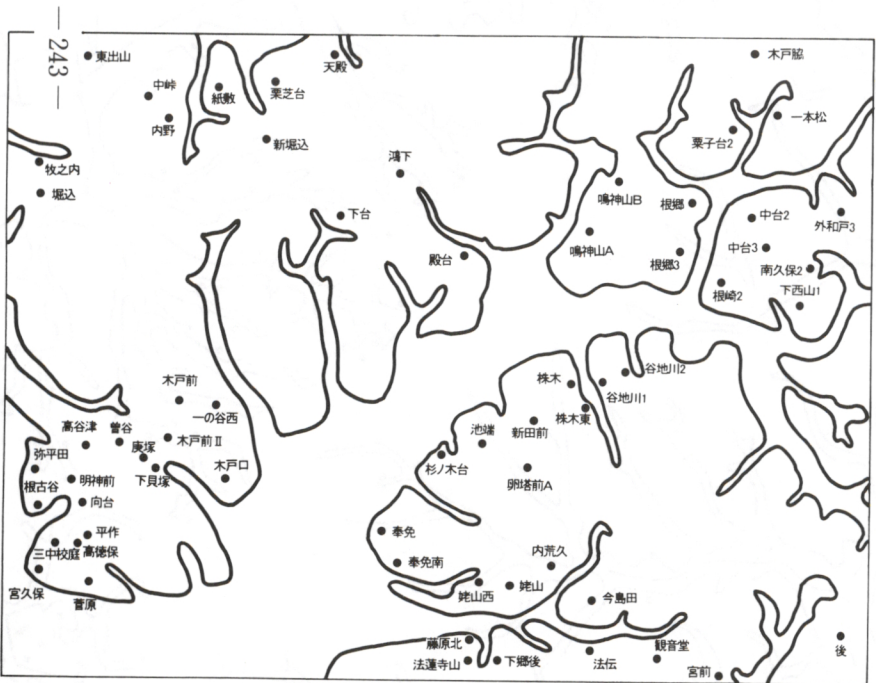 —243—
東出山
中峠
内野
紙敷
栗芝台
新堀込
天殿
鴻下
牧之内
堀込
下台
殿台
木戸脇
一本松
粟子台2
鳴神山B
根郷
鳴神山A
根郷3
中台2
外和戸3
中台3
南久保2
根崎2
下西山1
木戸前
一の谷西
高谷津
曽谷
木戸前Ⅱ
庚塚
弥平田
下貝塚
木戸口
明神前
根古谷
向台
平作
三中校庭
高徳保
宮久保
菅原
株木
谷地川2
谷地川1
株木東
新田前
池端
杉ノ木台
卵塔前A
奉免
奉免南
内荒久
姥山西
姥山
今島田
藤原北
法蓮寺山
下郷後
法伝
観音堂
宮前
後